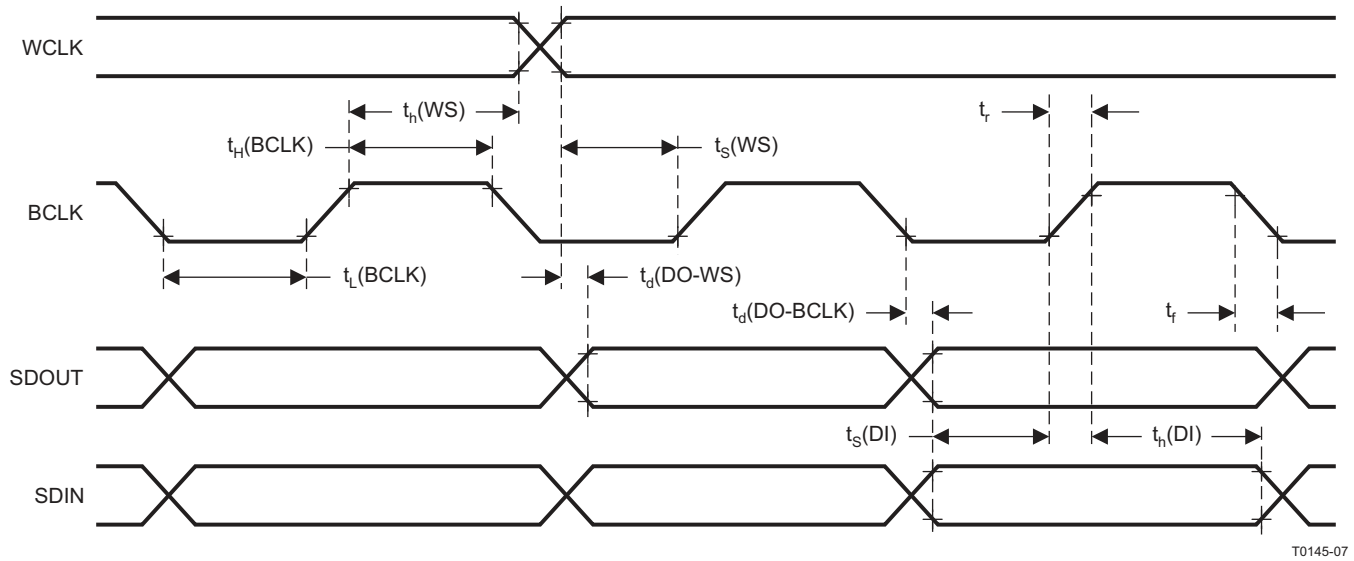 WCLK
t_h(WS)
t_r
t_H(BCLK)
t_S(WS)
BCLK
t_L(BCLK)
t_d(DO-WS)
t_d(DO-BCLK)
t_f
SDOUT
t_S(DI)
t_h(DI)
SDIN
T0145-07